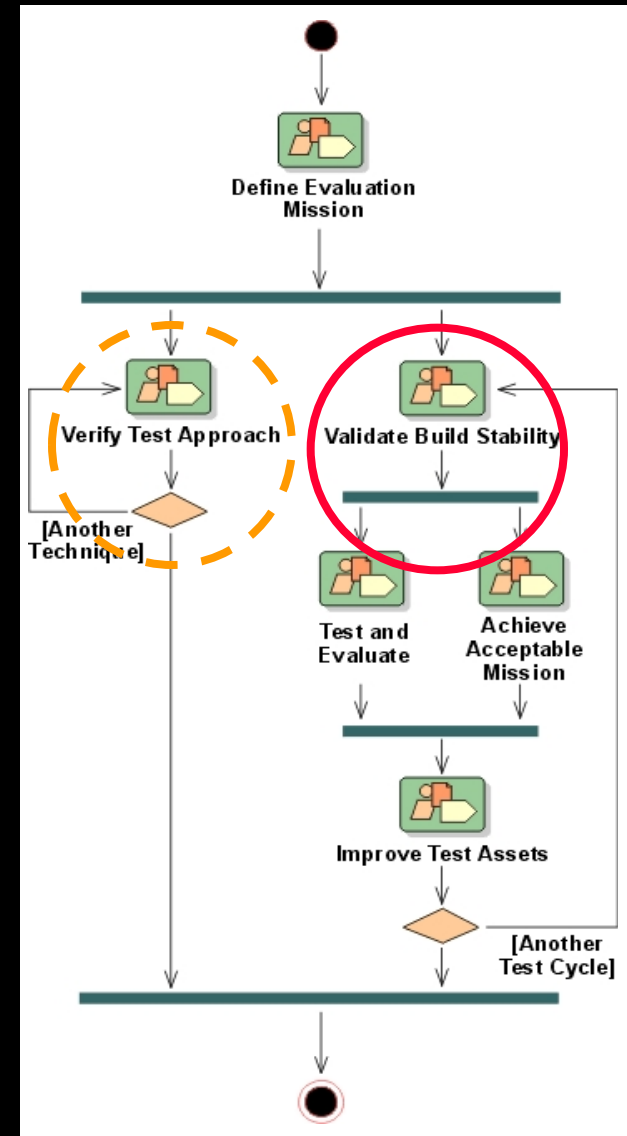 Define Evaluation
Mission
Verify Test Approach
Validate Build Stability
[Another
Technique]
Test and
Evaluate
Achieve
Acceptable
Mission
Improve Test Assets
[Another
Test Cycle]